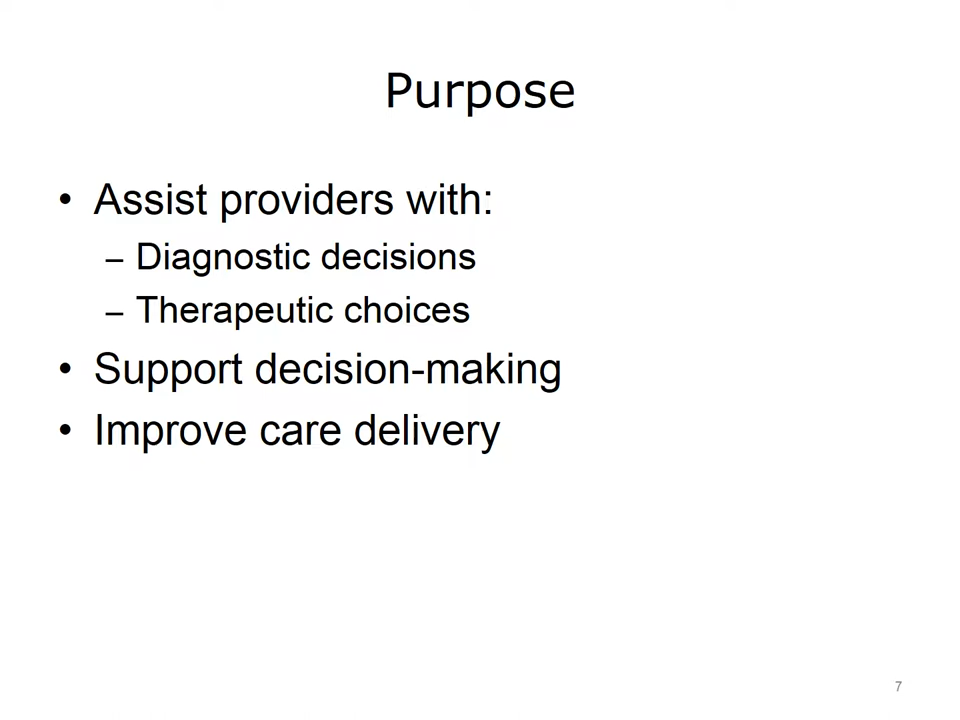 Purpose
• Assist providers with:
– Diagnostic decisions
– Therapeutic choices
• Support decision-making
• Improve care delivery
7